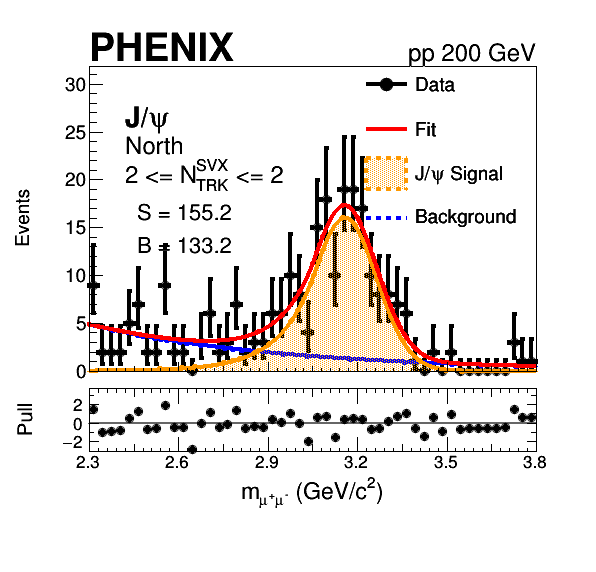 PHENIX pp 200 GeV
30
25
20
15
10
5
0
Events
J/ψ
North
2 <= N^SVX_TRK <= 2
S = 155.2
B = 133.2
Data
Fit
J/ψ Signal
Background
2
0
−2
Pull
2.3 2.6 2.9 3.2 3.5 3.8
m_μ⁺μ⁻ (GeV/c²)